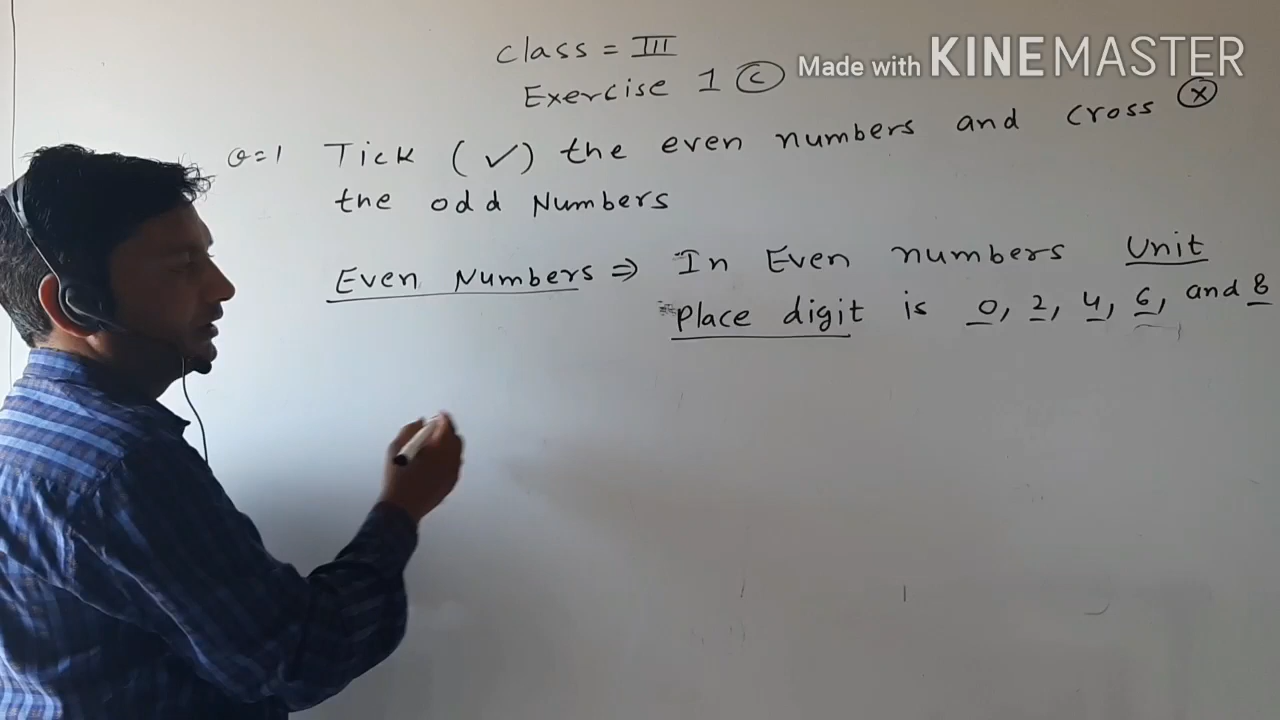 Class = III
Exercise 1 (C)
Made with KINEMASTER
Q=1 Tick (✓) the even numbers and cross (x)
the odd Numbers
Even Numbers ⇒ In Even numbers Unit
place digit is 0, 2, 4, 6, and 8